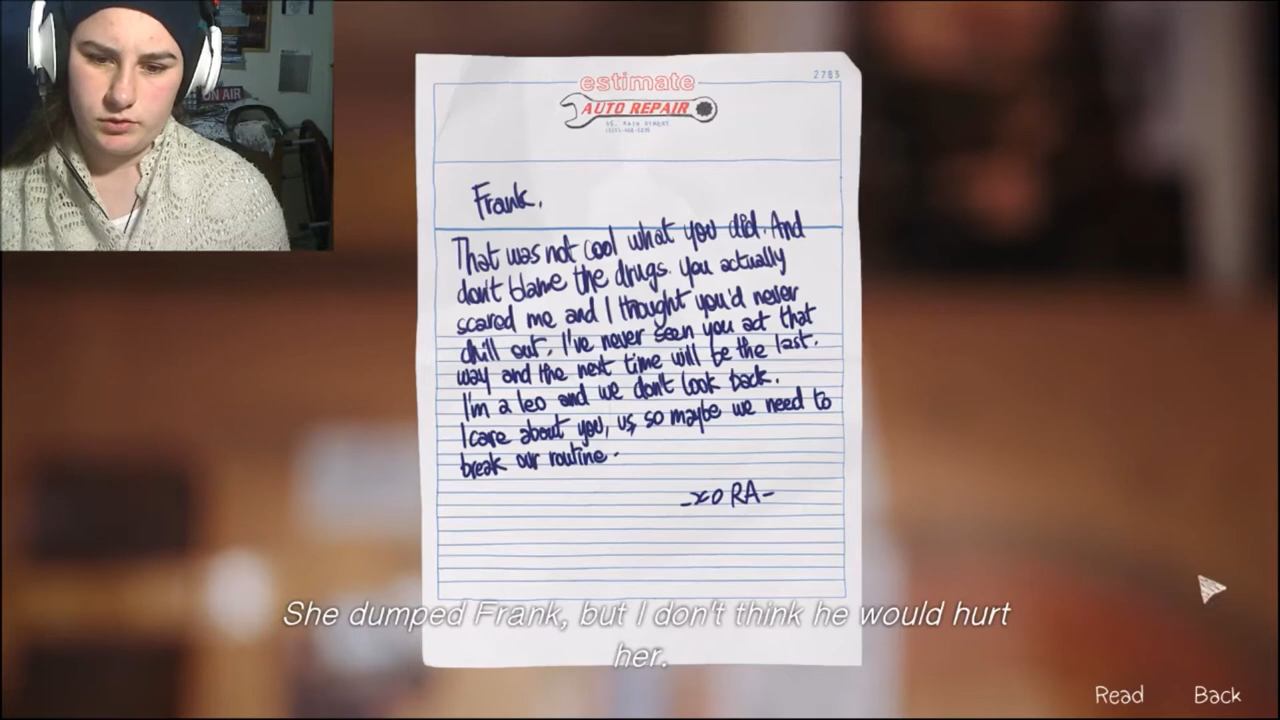 ON AIR
estimate
2783
AUTO REPAIR
Frank,
That was not cool what you did. And
don't blame the drugs. You actually
scared me and I thought you'd never
chill out. I've never seen you act that
way and the next time will be the last.
I'm a leo and we don't look back.
I care about you, us, so maybe we need to
break our routine.
-xo RA-
She dumped Frank, but I don't think he would hurt
her.
Read
Back